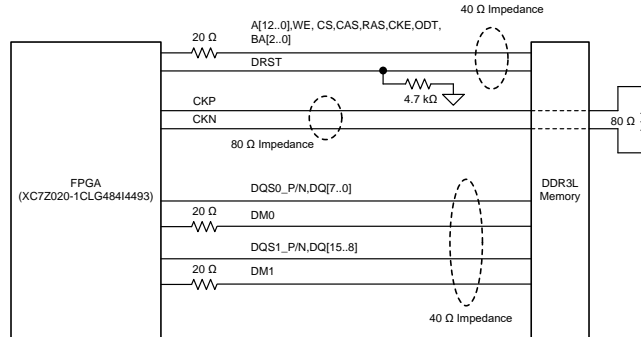 40 Ω Impedance
A[12..0],WE, CS,CAS,RAS,CKE,ODT,
BA[2..0]
20 Ω
DRST
4.7 kΩ
CKP
CKN
80 Ω
80 Ω Impedance
FPGA
(XC7Z020-1CLG484I4493)
DDR3L
Memory
DQS0_P/N,DQ[7..0]
20 Ω
DM0
DQS1_P/N,DQ[15..8]
20 Ω
DM1
40 Ω Impedance